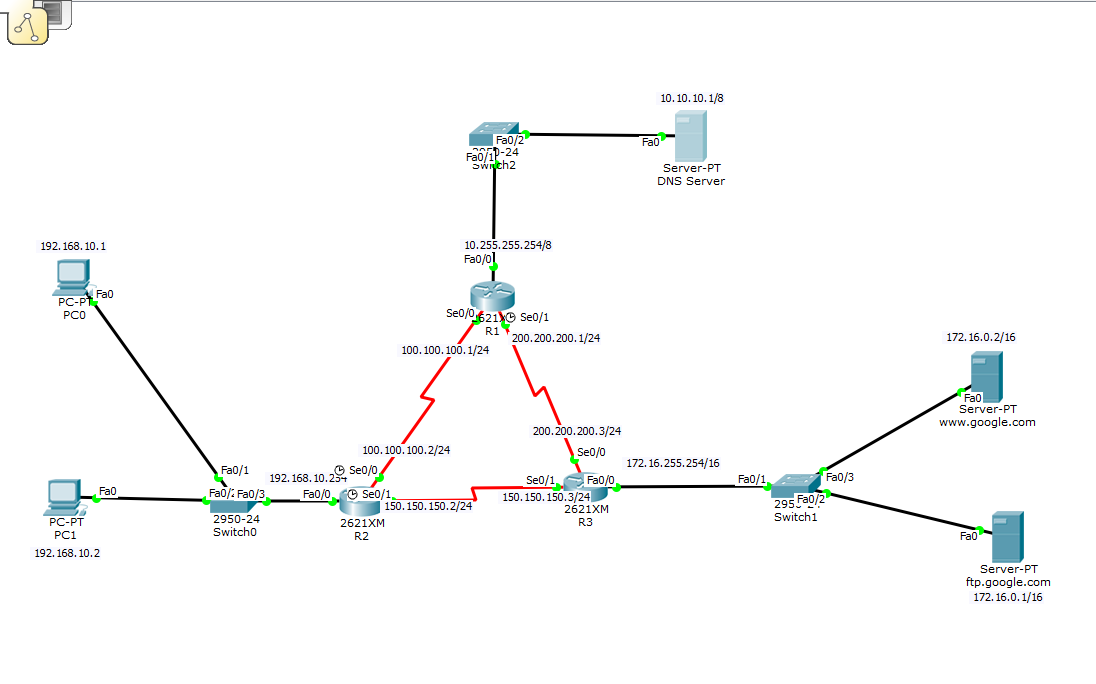 10.10.10.1/8
Fa0/2
Fa0
Fa0/1
2950-24
Switch2
Server-PT
DNS Server
10.255.255.254/8
Fa0/0
192.168.10.1
Fa0
PC-PT
PC0
Se0/0
Se0/1
R1
200.200.200.1/24
100.100.100.1/24
172.16.0.2/16
Fa0
Server-PT
www.google.com
200.200.200.3/24
100.100.100.2/24
Se0/0
172.16.255.254/16
Fa0/1
192.168.10.254
Se0/0
Fa0
Fa0/3
Fa0/0
Se0/1
150.150.150.2/24
Se0/1
Fa0/0
150.150.150.3/24
Fa0/1
Fa0/3
Fa0/2
Switch1
PC-PT
PC1
192.168.10.2
2950-24
Switch0
2621XM
R2
2621XM
R3
Fa0
Server-PT
ftp.google.com
172.16.0.1/16